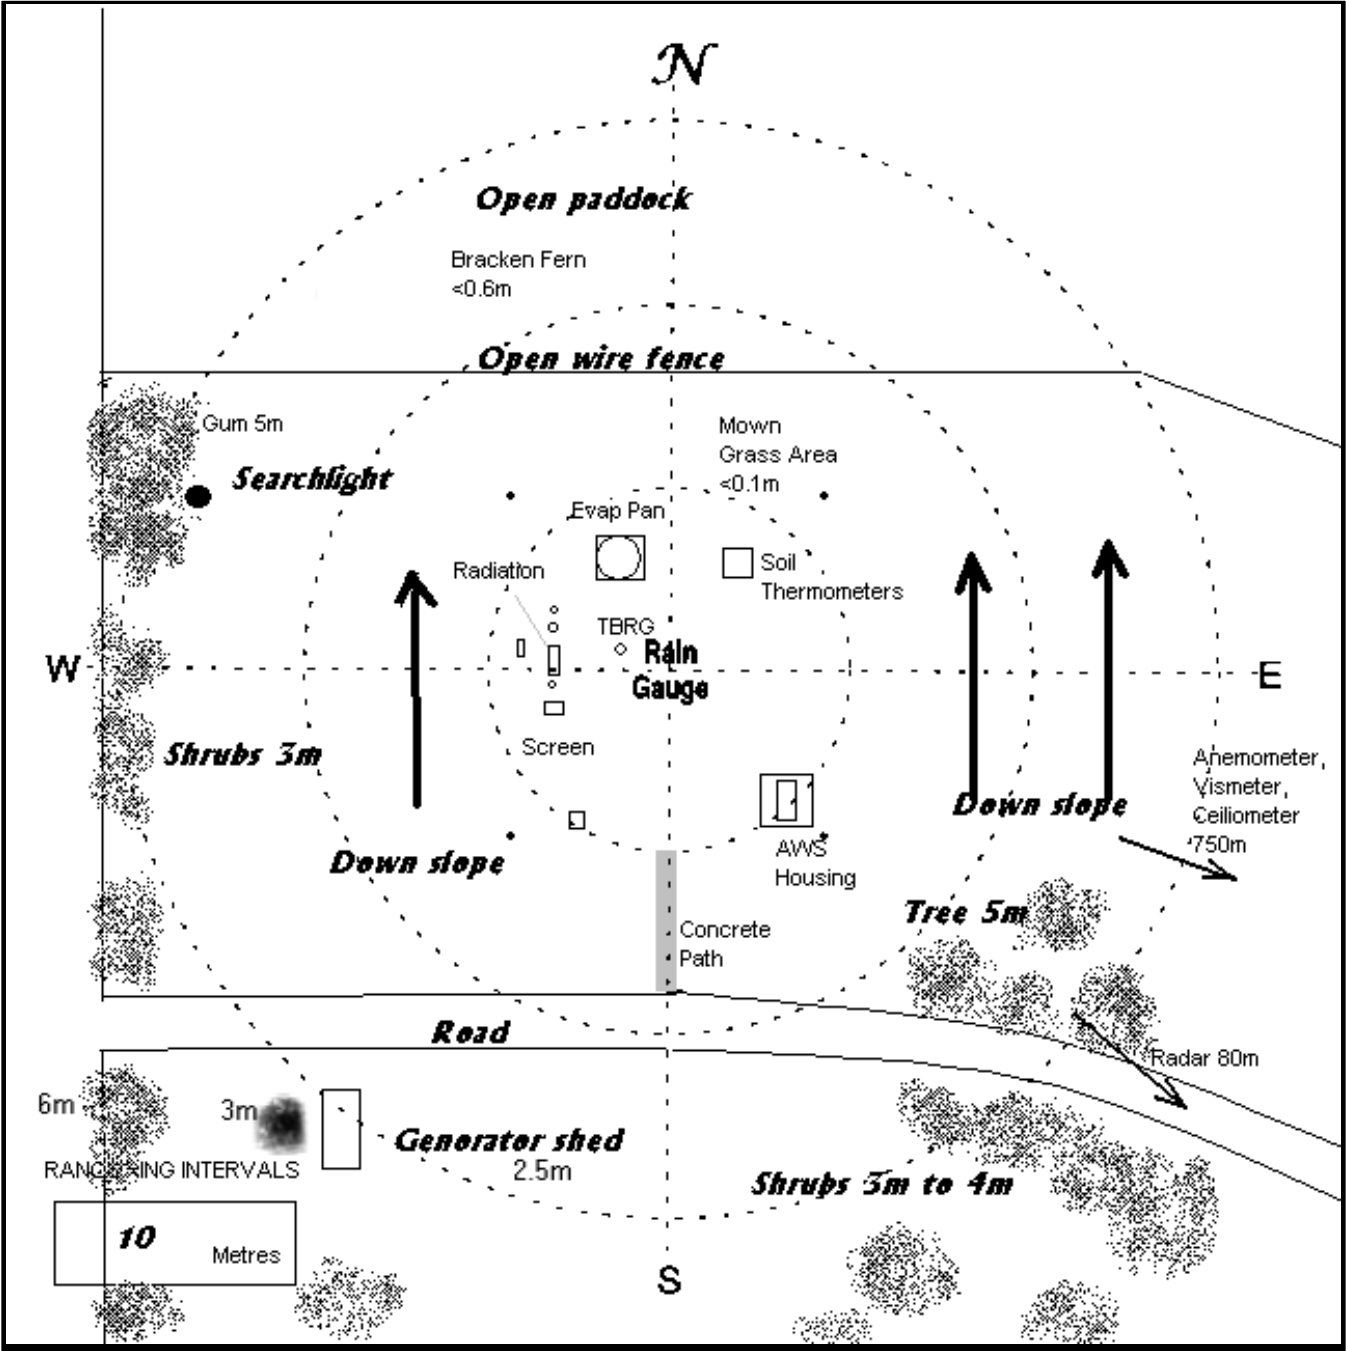 N
Open paddock
Bracken Fern
<0.6m
Open wire fence
Gum 5m
Mown
Grass Area
<0.1m
Searchlight
Evap Pan
Radiation
Soil
Thermometers
TBRG
Rain
Gauge
W
E
Screen
Shrubs 3m
Anemometer,
Vismeter,
Ceiliometer
750m
Down slope
Down slope
AWS
Housing
Tree 5m
Concrete
Path
Road
Radar 80m
6m
3m
Generator shed
2.5m
INTERVALS
Shrubs 3m to 4m
10
Metres
S